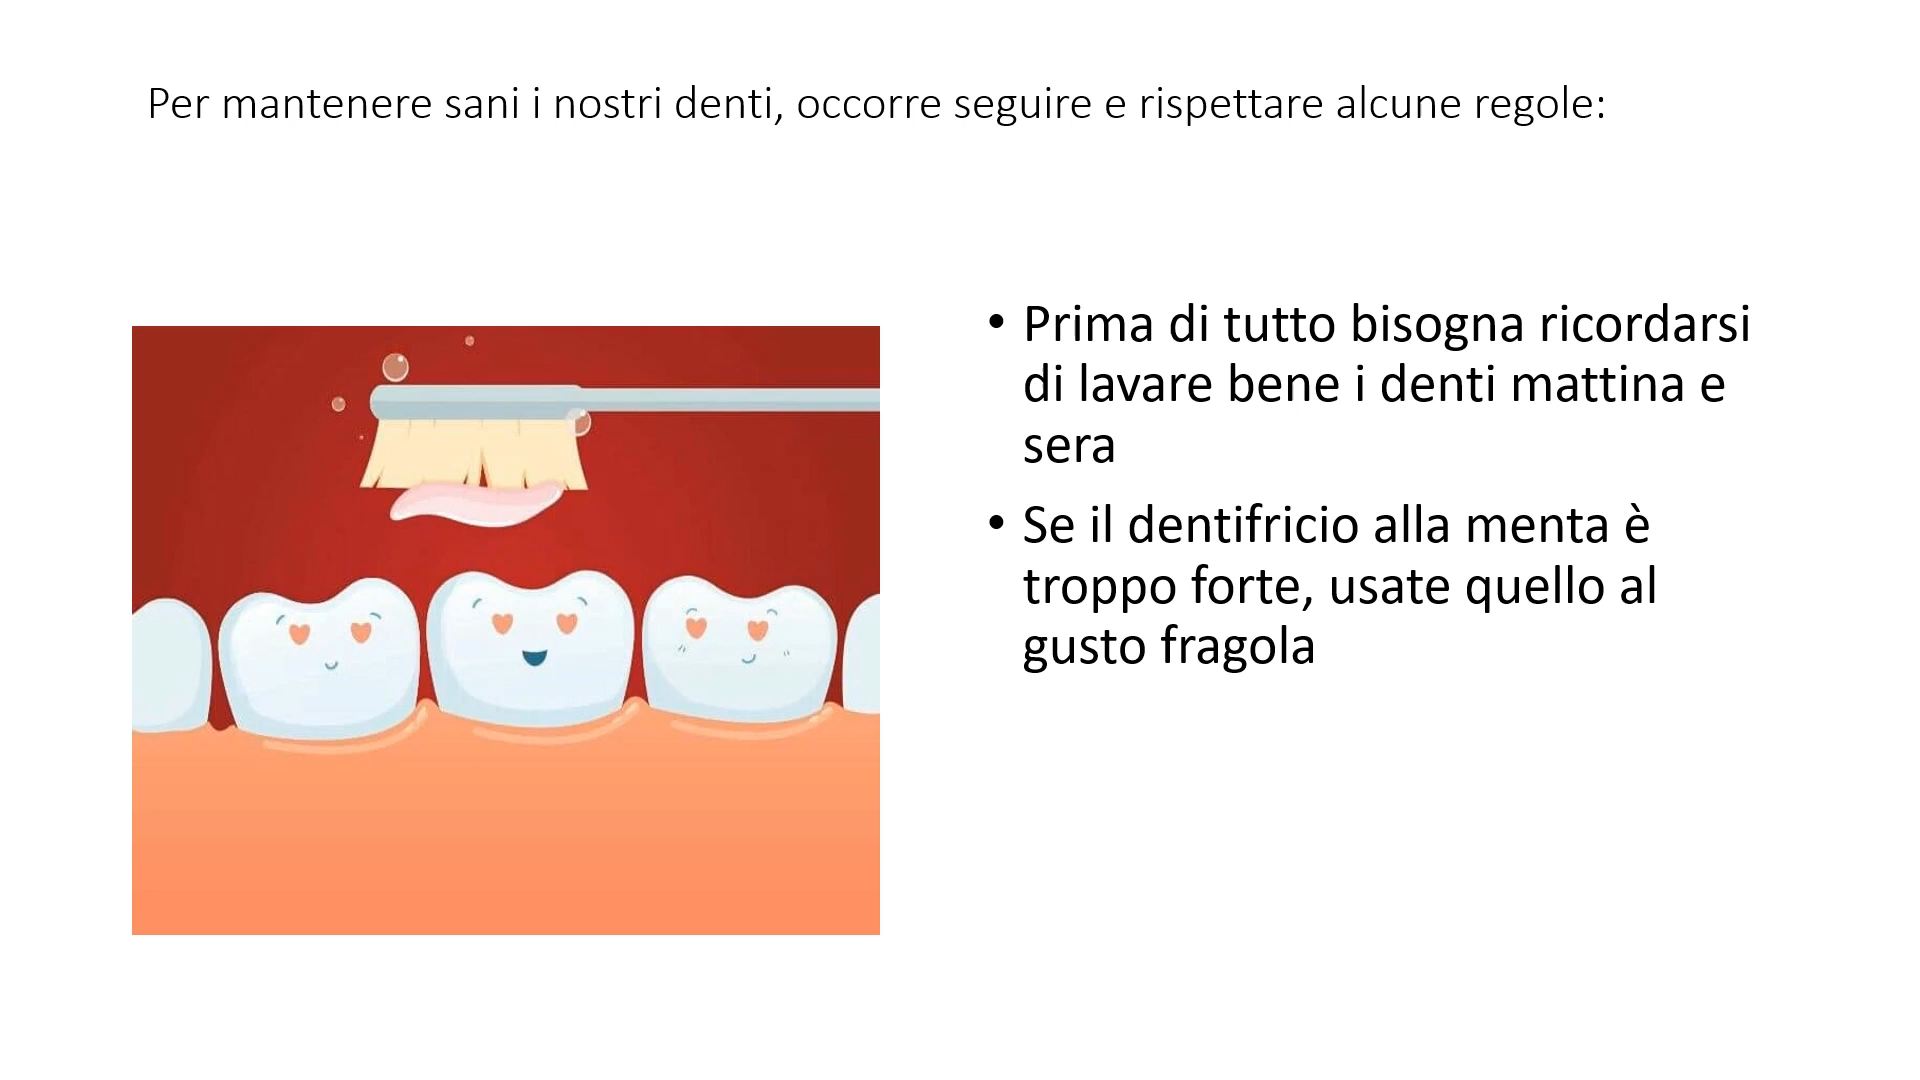 Per mantenere sani i nostri denti, occorre seguire e rispettare alcune regole:
• Prima di tutto bisogna ricordarsi
di lavare bene i denti mattina e
sera
• Se il dentifricio alla menta è
troppo forte, usate quello al
gusto fragola